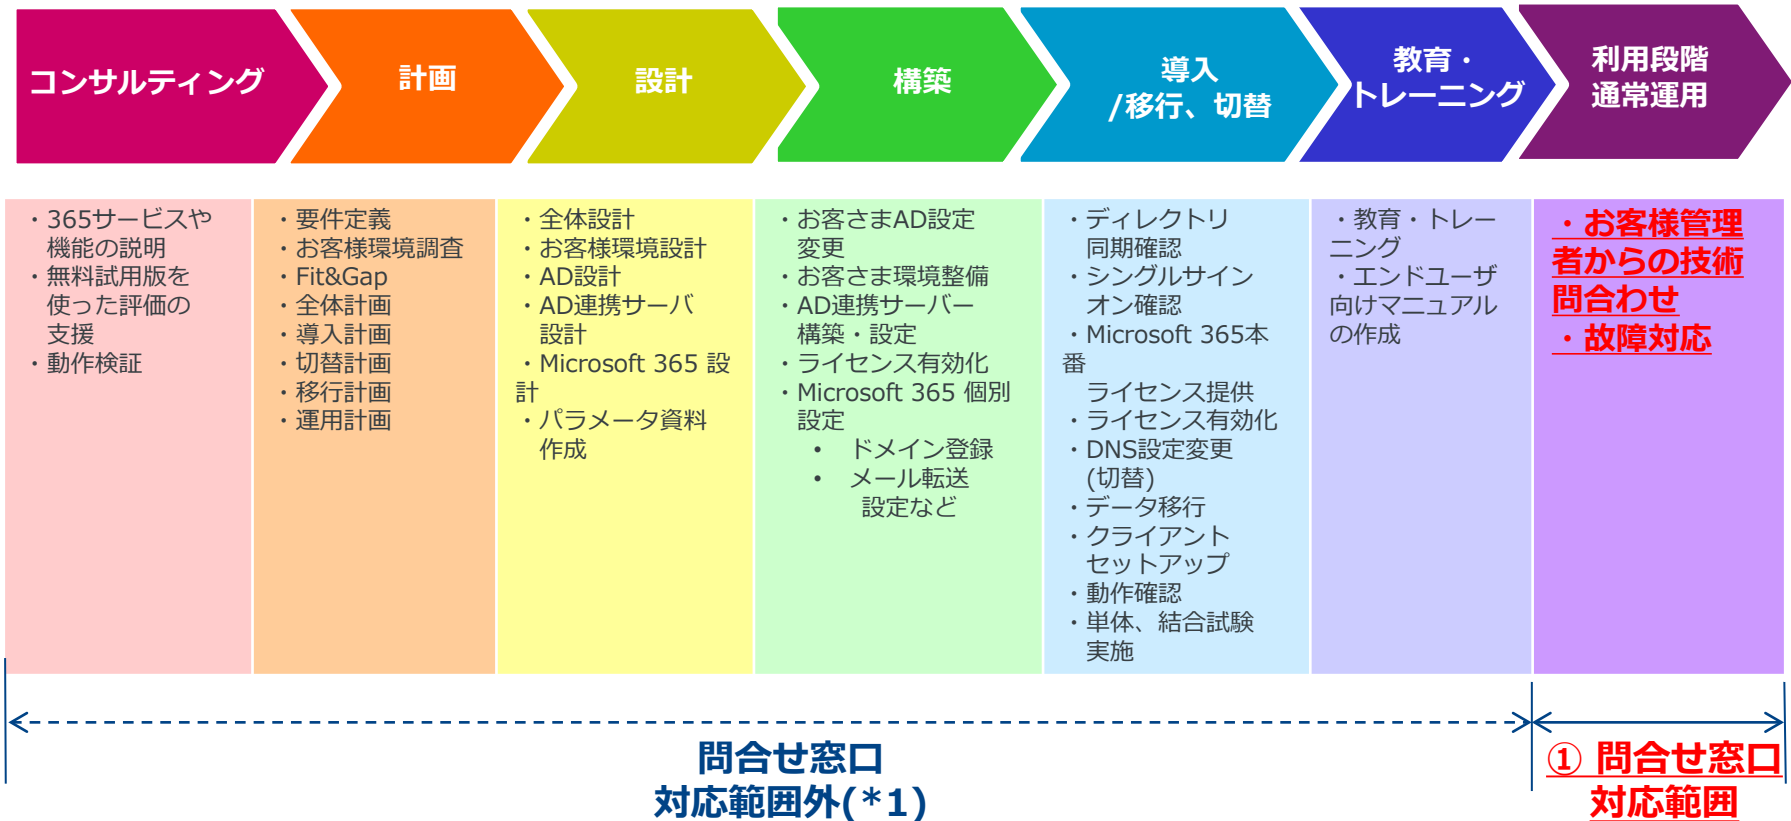 コンサルティング
計画
設計
構築
導入
/移行、切替
教育・
トレーニング
利用段階
通常運用
・365サービスや
機能の説明
・無料試用版を
使った評価の
支援
・動作検証
・要件定義
・お客様環境調査
・Fit&Gap
・全体計画
・導入計画
・切替計画
・移行計画
・運用計画
・全体設計
・お客様環境設計
・AD設計
・AD連携サーバ
設計
・Microsoft 365 設
計
・パラメータ資料
作成
・お客さまAD設定
変更
・お客さま環境整備
・AD連携サーバー
構築・設定
・ライセンス有効化
・Microsoft 365 個別
設定
• ドメイン登録
• メール転送
設定など
・ディレクトリ
同期確認
・シングルサイン
オン確認
・Microsoft 365本
番
ライセンス提供
・ライセンス有効化
・DNS設定変更
(切替)
・データ移行
・クライアント
セットアップ
・動作確認
・単体、結合試験
実施
・教育・トレー
ニング
・エンドユーザ
向けマニュアル
の作成
・お客様管理
者からの技術
問合わせ
・故障対応
問合せ窓口
対応範囲外(*1)
① 問合せ窓口
対応範囲